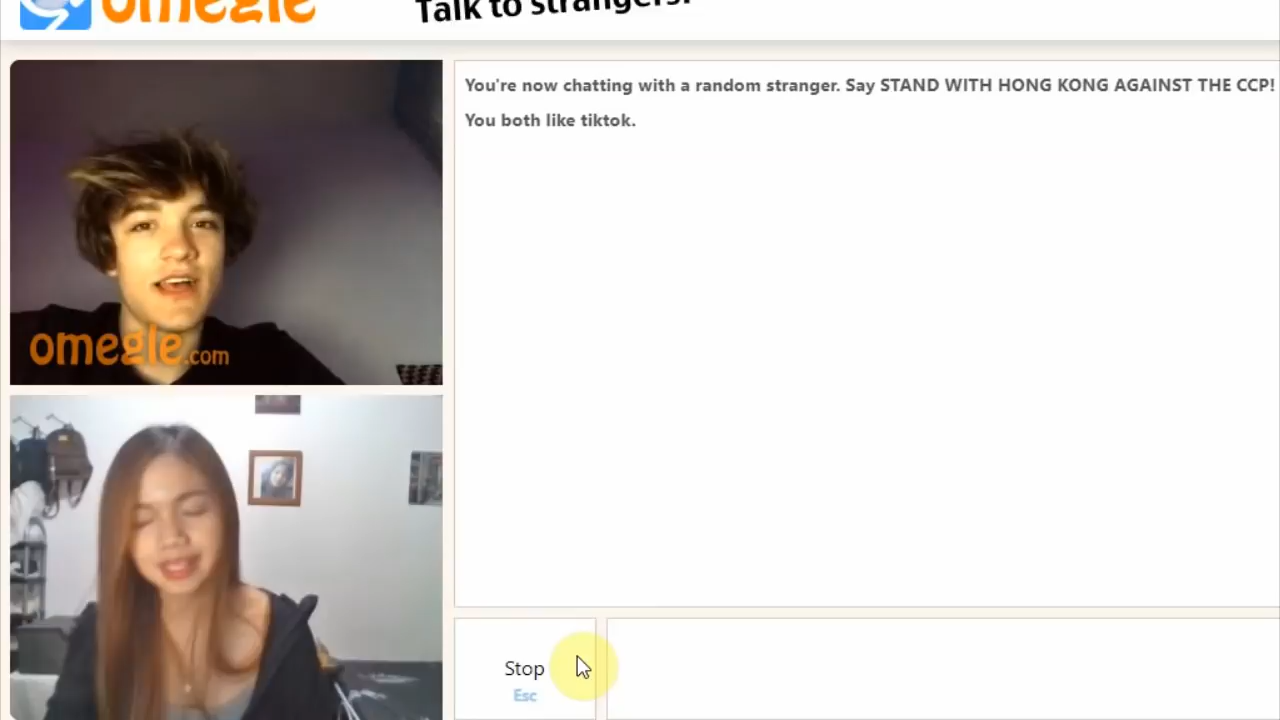 omegle
Talk to strangers!
You're now chatting with a random stranger. Say STAND WITH HONG KONG AGAINST THE CCP!
You both like tiktok.
omegle.com
Stop
Esc